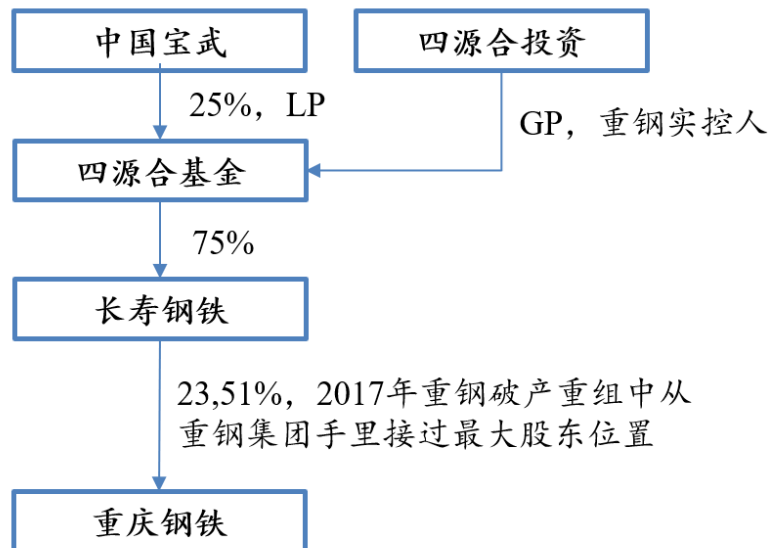 中国宝武
四源合投资
25%，LP
GP，重钢实控人
四源合基金
75%
长寿钢铁
23,51%，2017年重钢破产重组中从
重钢集团手里接过最大股东位置
重庆钢铁